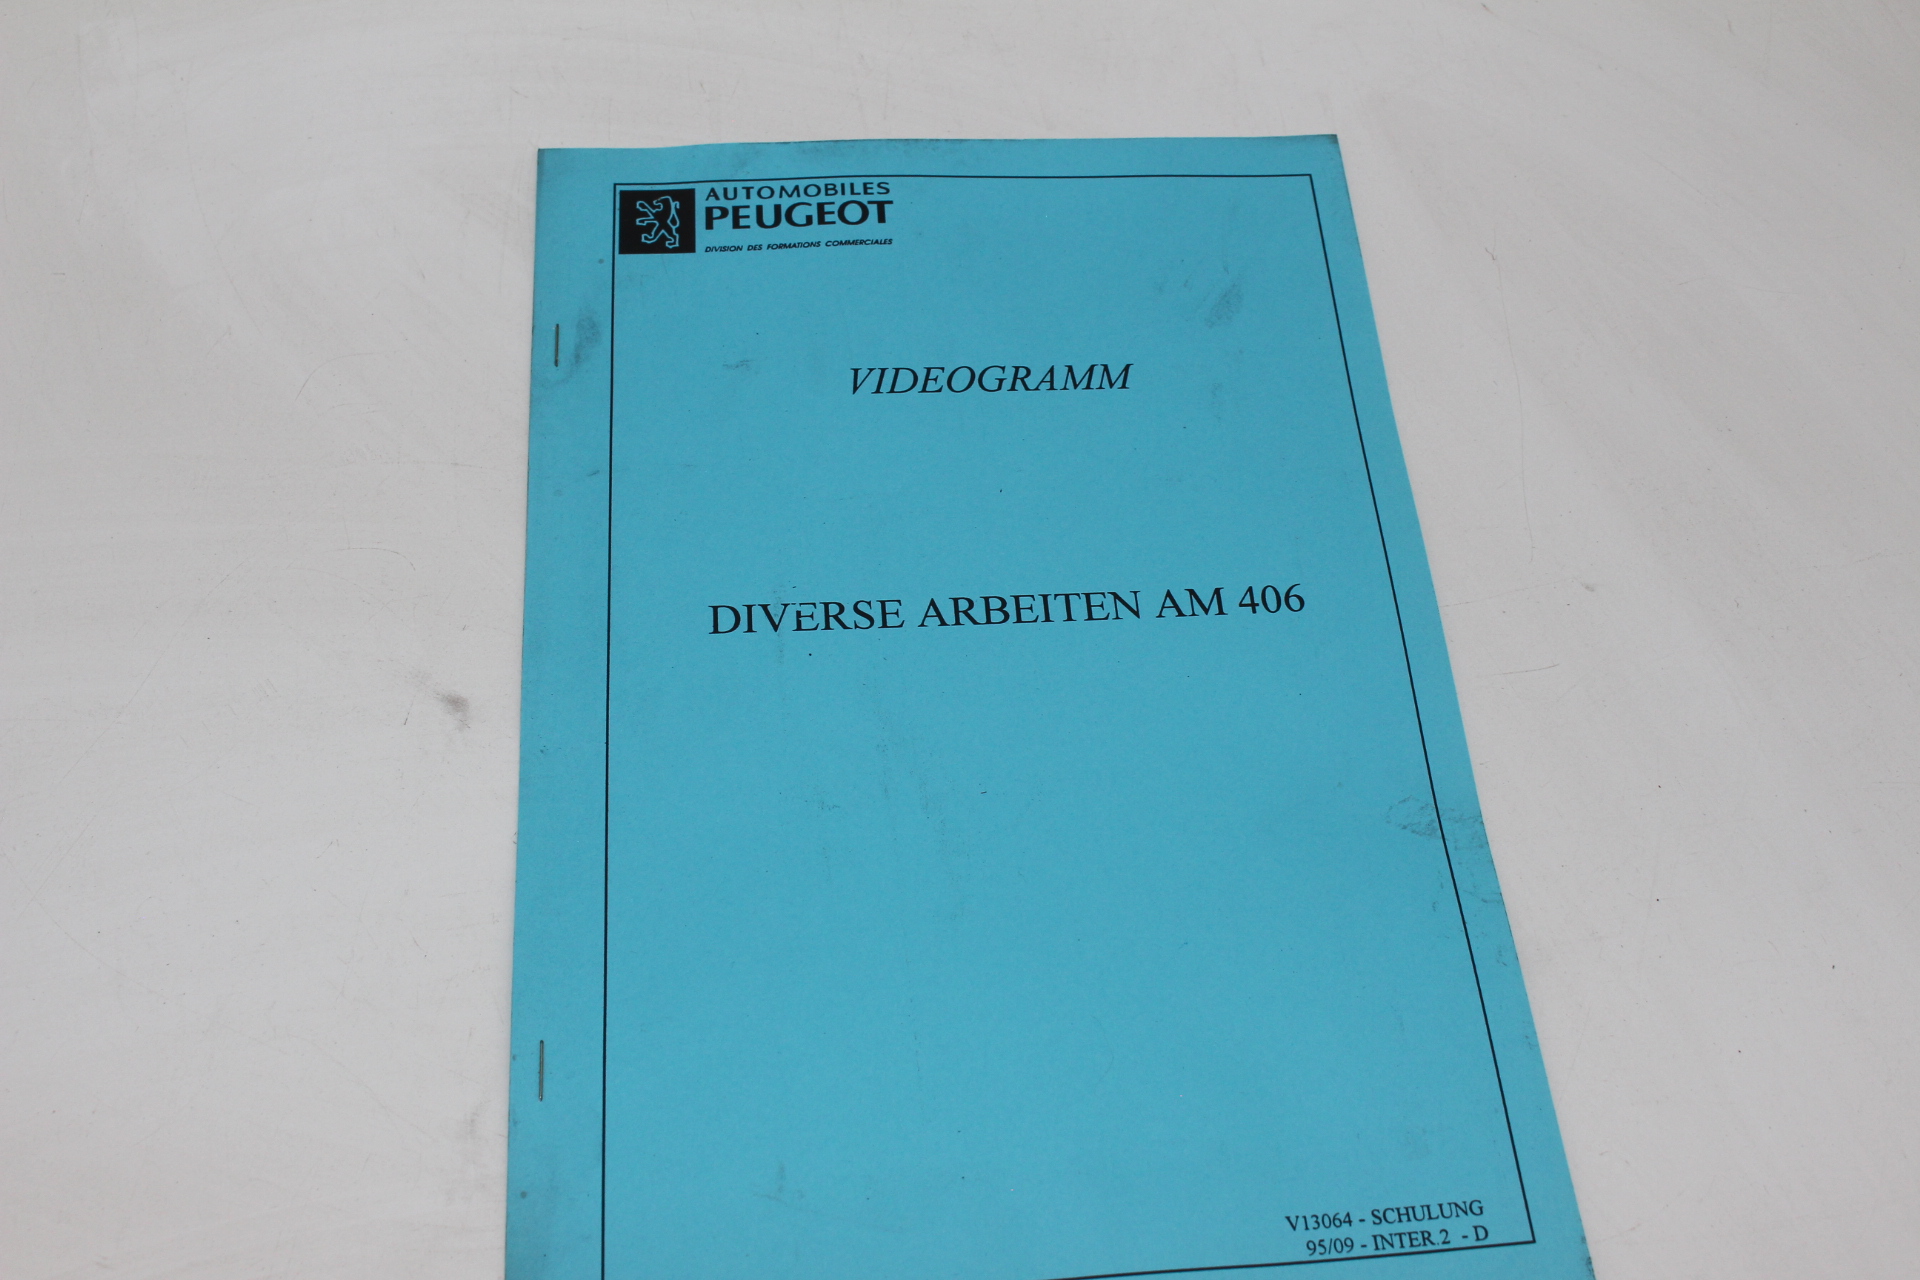 AUTOMOBILES
PEUGEOT
DIVISION DES FORMATIONS COMMERCIALES
VIDEOGRAMM
DIVERSE ARBEITEN AM 406
V13064 - SCHULUNG
95/09 - INTER.2 - D